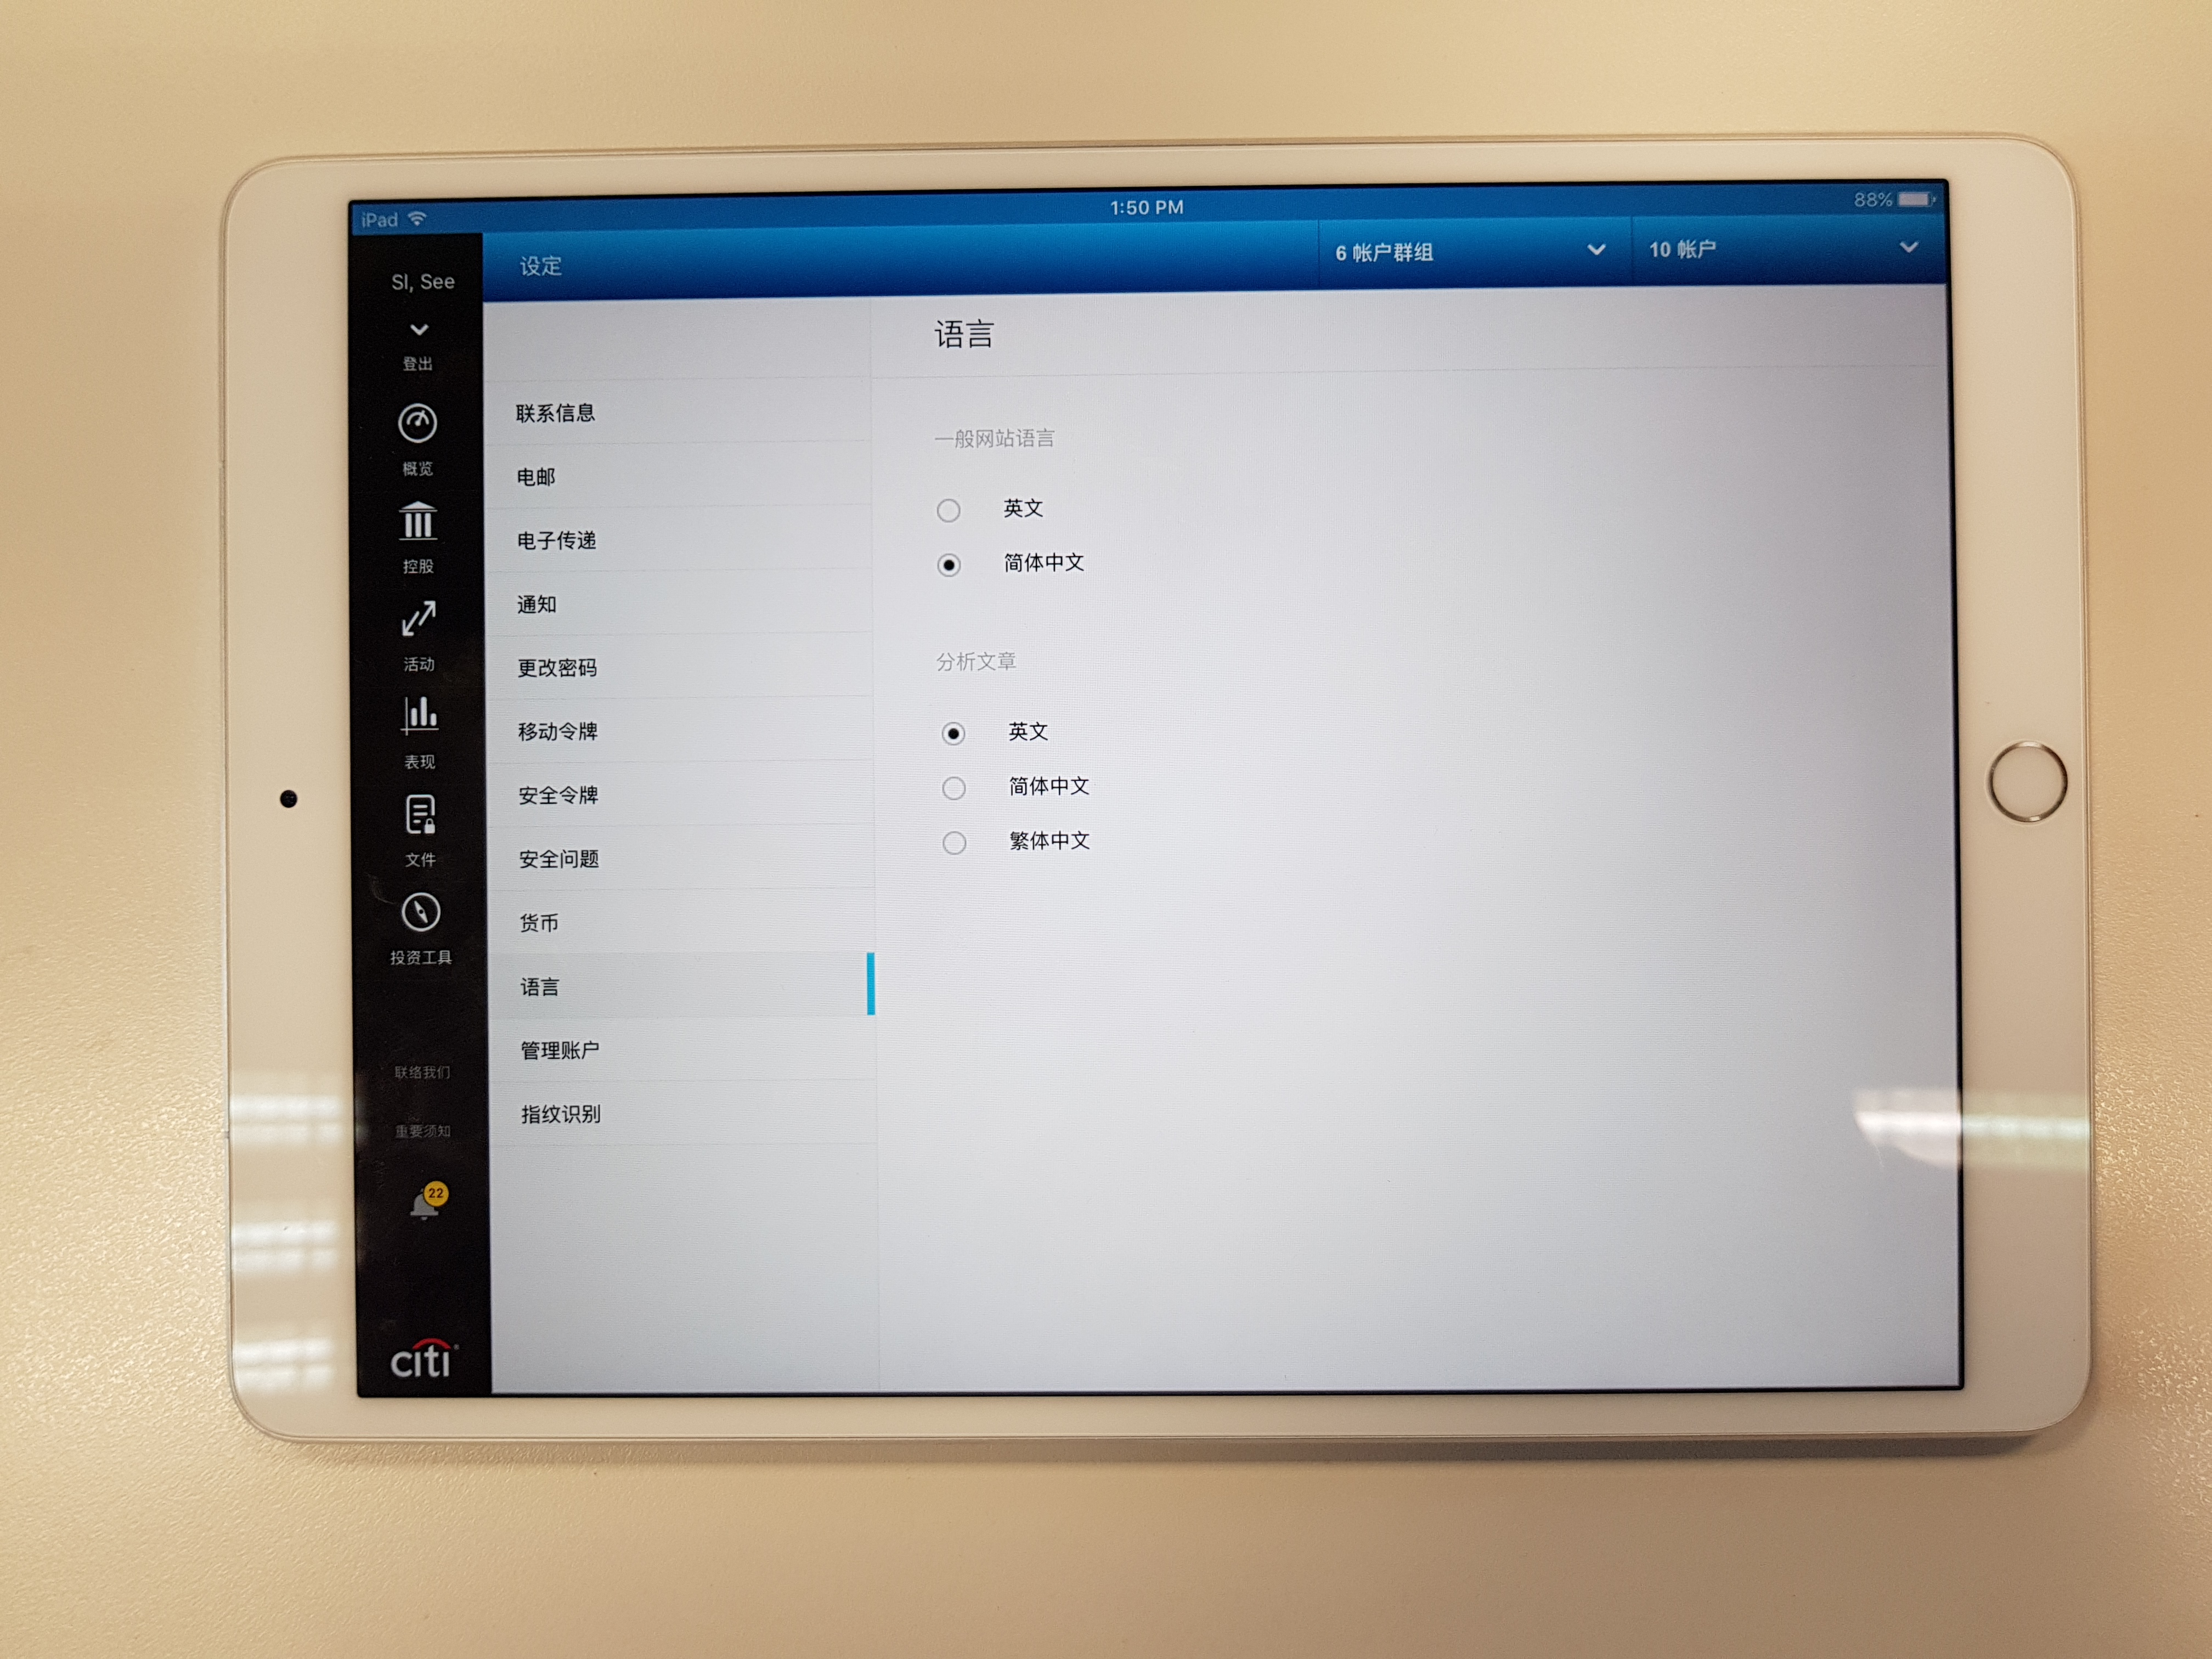 iPad
1:50 PM
88%
SI, See
登出
概览
控股
活动
表现
文件
投资工具
联络我们
重要须知
22
citi
设定
6 帐户群组
10 帐户
联系信息
电邮
电子传递
通知
更改密码
移动令牌
安全令牌
安全问题
货币
语言
管理账户
指纹识别
语言
一般网站语言
英文
简体中文
分析文章
英文
简体中文
繁体中文